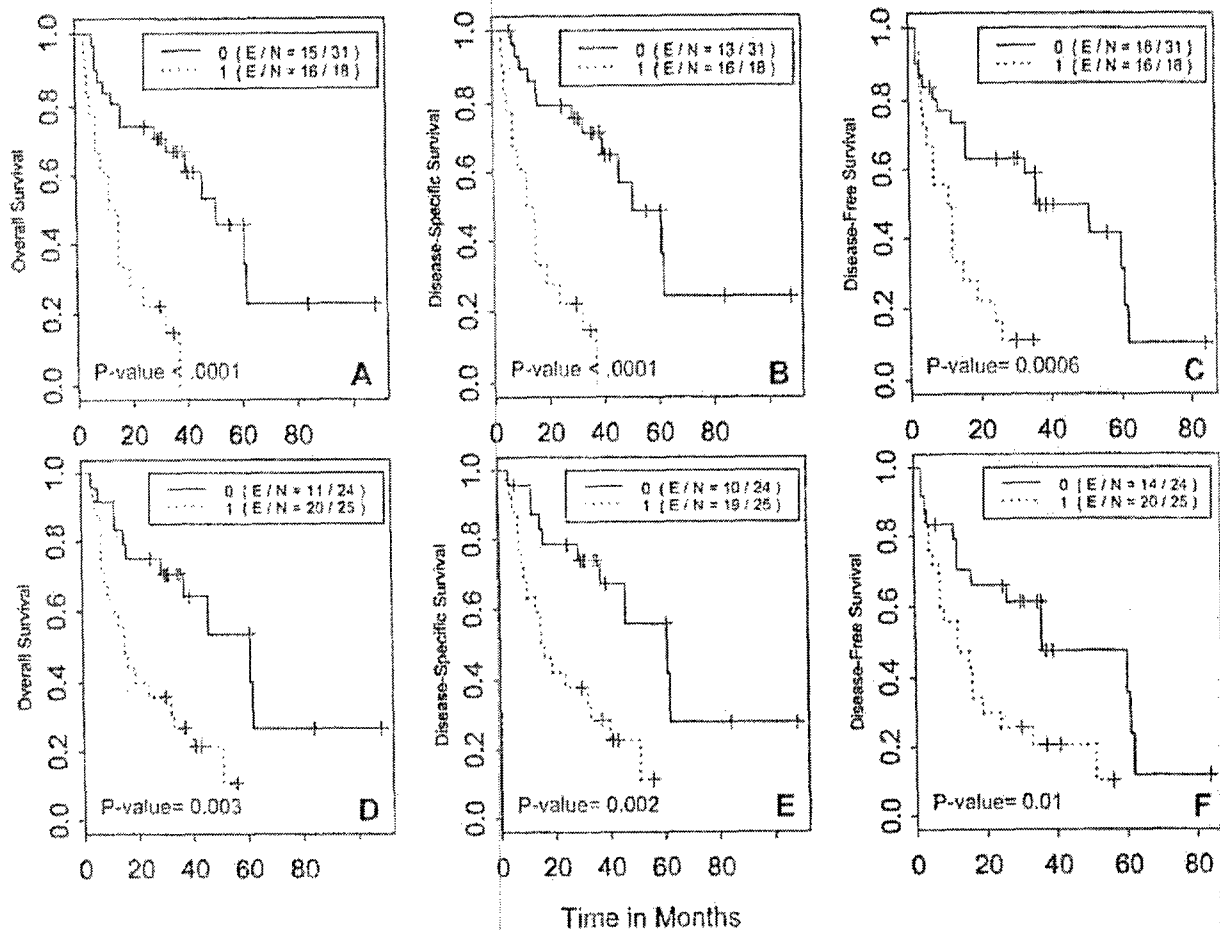 Overall Survival
1.0
0.8
0.6
0.4
0.2
0.0
0 ( E / N = 15 / 31 )
1 ( E / N = 16 / 18 )
P-value < .0001
A
0 20 40 60 80
Disease-Specific Survival
1.0
0.8
0.6
0.4
0.2
0.0
0 ( E / N = 13 / 31 )
1 ( E / N = 16 / 18 )
P-value < .0001
B
0 20 40 60 80
Disease-Free Survival
1.0
0.8
0.6
0.4
0.2
0.0
0 ( E / N = 18 / 31 )
1 ( E / N = 16 / 18 )
P-value= 0.0006
C
0 20 40 60 80
Overall Survival
1.0
0.8
0.6
0.4
0.2
0.0
0 ( E / N = 11 / 24 )
1 ( E / N = 20 / 25 )
P-value= 0.003
D
0 20 40 60 80
Disease-Specific Survival
1.0
0.8
0.6
0.4
0.2
0.0
0 ( E / N = 10 / 24 )
1 ( E / N = 19 / 25 )
P-value= 0.002
E
0 20 40 60 80
Disease-Free Survival
1.0
0.8
0.6
0.4
0.2
0.0
0 ( E / N = 14 / 24 )
1 ( E / N = 20 / 25 )
P-value= 0.01
F
0 20 40 60 80
Time in Months